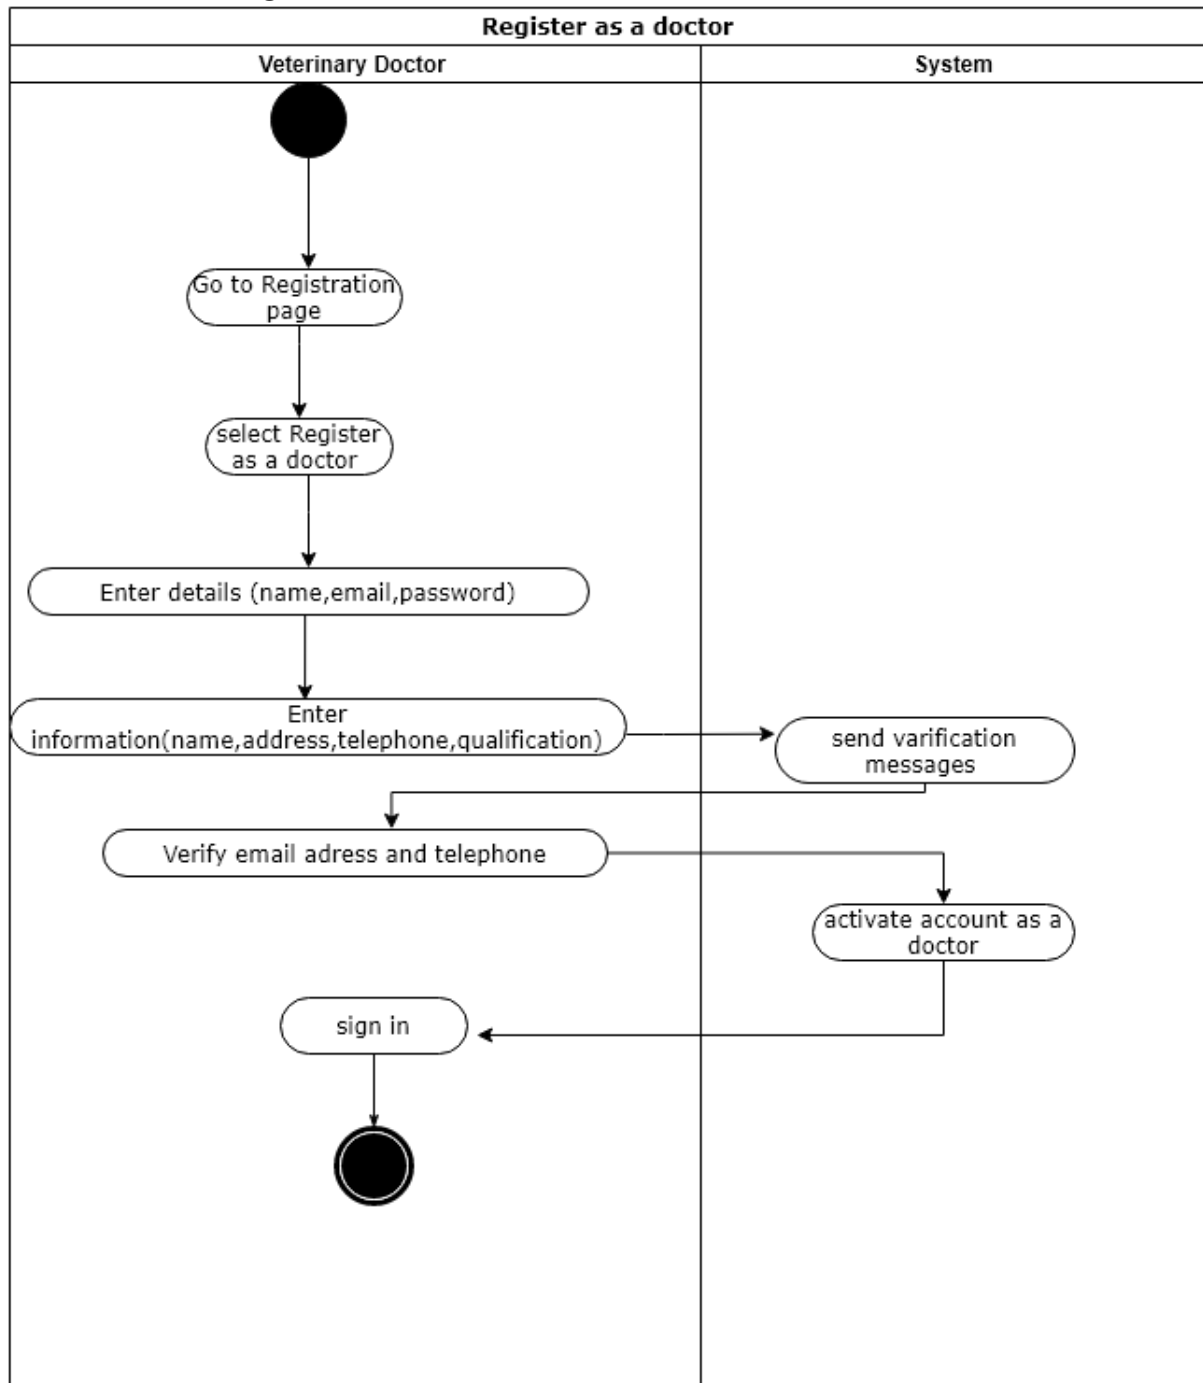 Register as a doctor
Veterinary Doctor
System
Go to Registration
page
select Register
as a doctor
Enter details (name,email,password)
Enter
information(name,address,telephone,qualification)
send varification
messages
Verify email adress and telephone
activate account as a
doctor
sign in